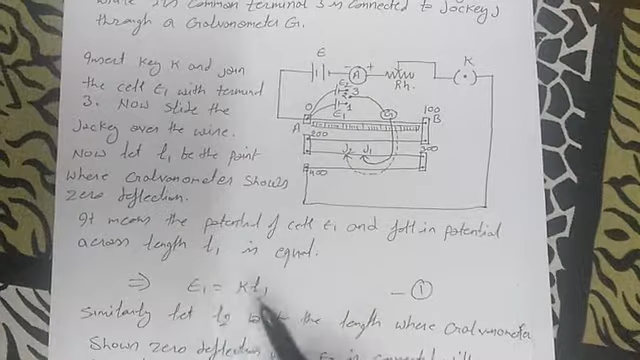 where its common terminal 3 is connected to Jockey J
through a Galvanometer G.
Insert Key K and join
the cell E1 with terminal
3. Now slide the
Jockey over the wire.
Now let l1 be the point
where Galvanometer Shows
zero deflection.
E
- A +
Rh.
K
E2
2 3
1
E1
G
0
100
A
B
200
300
J2 J1
400
It means the potential of cell E1 and fall in potential
across length l1 is equal.
⇒ E1 = Kl1 — ①
Similarly let l2 the length where Galvanometer
Shows zero deflection